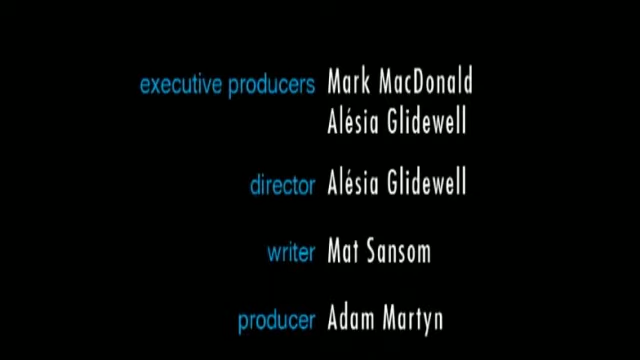 executive producers Mark MacDonald
Alésia Glidewell
director Alésia Glidewell
writer Mat Sansom
producer Adam Martyn